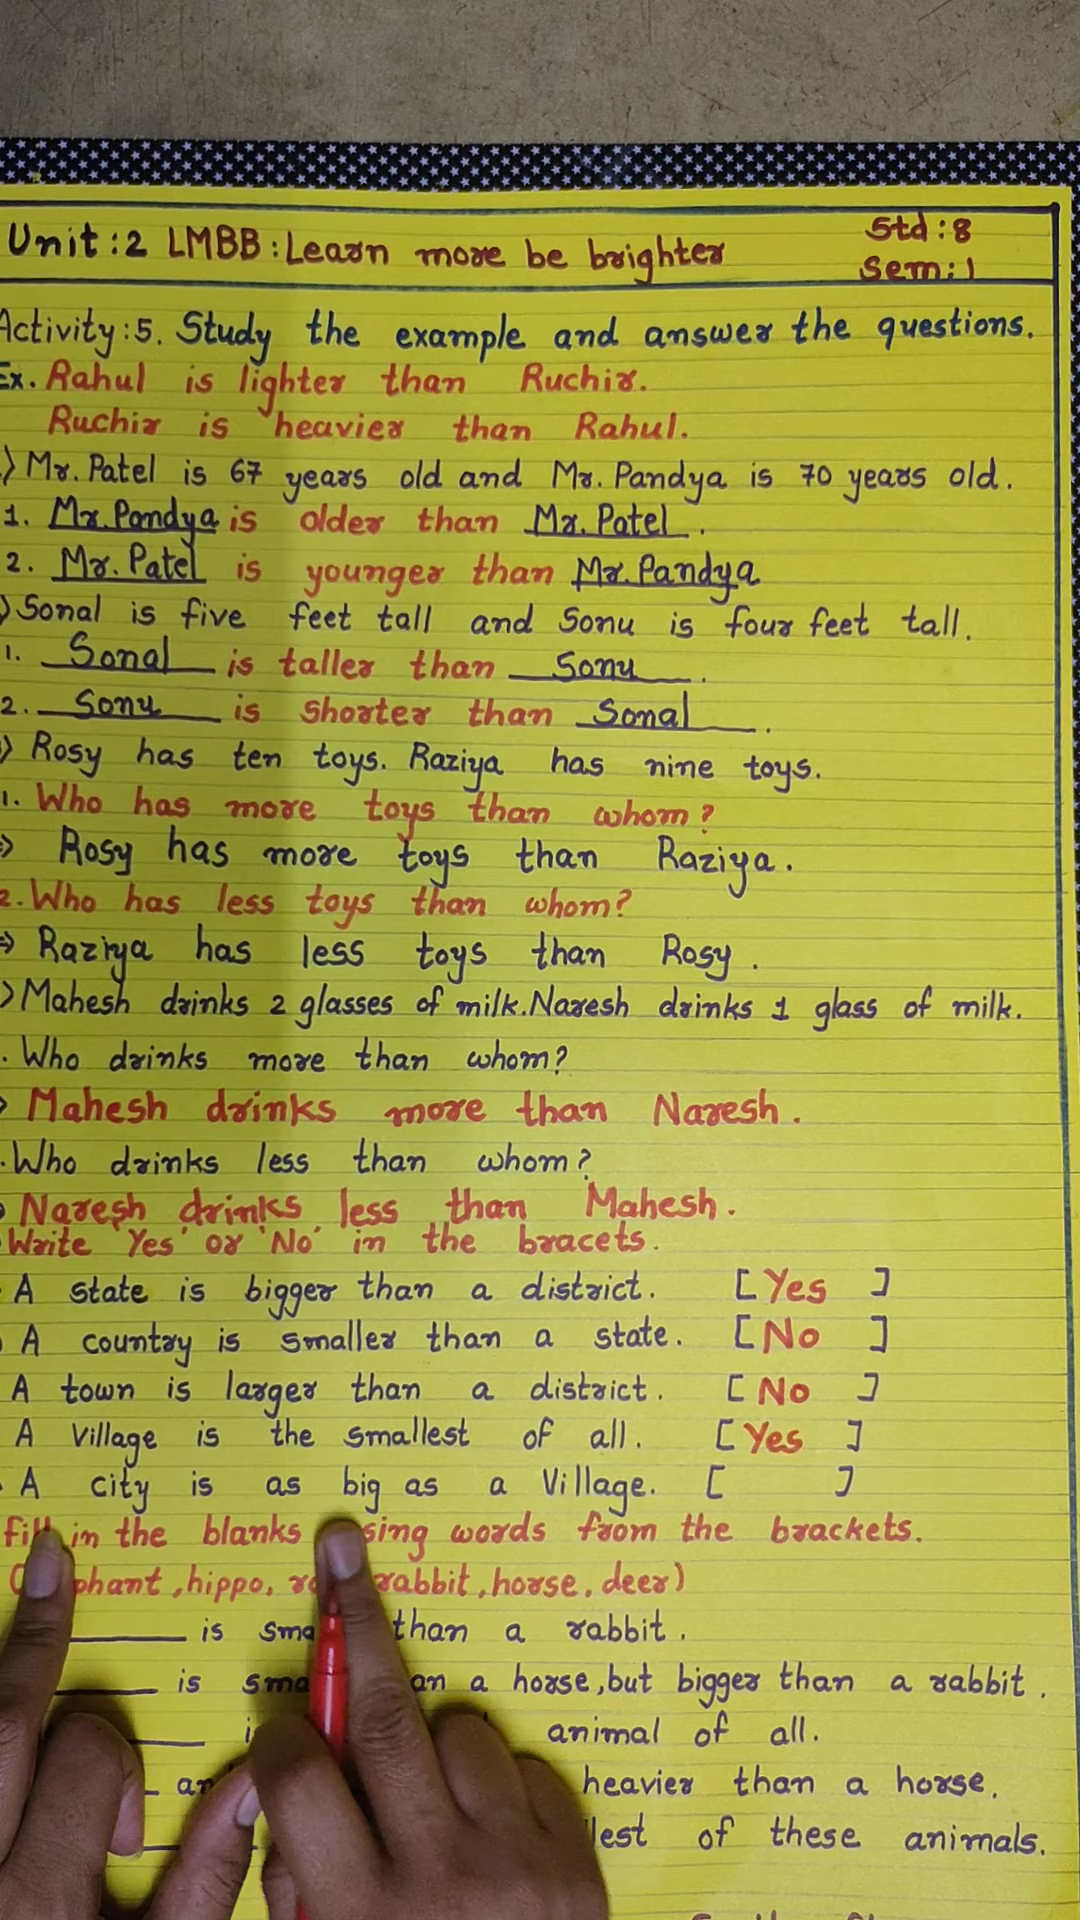 Unit:2 LMBB:Learn more be brighter
Std:8
Sem:1
Activity:5. Study the example and answer the questions.
Ex. Rahul is lighter than Ruchir.
Ruchir is heavier than Rahul.
) Mr. Patel is 67 years old and Mr. Pandya is 70 years old.
1. Mr. Pandya is older than Mr. Patel.
2. Mr. Patel is younger than Mr. Pandya
) Sonal is five feet tall and Sonu is four feet tall.
1. Sonal is taller than Sonu.
2. Sonu is shorter than Sonal.
) Rosy has ten toys. Raziya has nine toys.
1. Who has more toys than whom?
⇒ Rosy has more toys than Raziya.
2. Who has less toys than whom?
⇒ Raziya has less toys than Rosy.
) Mahesh drinks 2 glasses of milk. Naresh drinks 1 glass of milk.
. Who drinks more than whom?
Mahesh drinks more than Naresh.
. Who drinks less than whom?
Naresh drinks less than Mahesh.
Write 'Yes' or 'No' in the bracets.
A state is bigger than a district. [Yes ]
A country is smaller than a state. [No ]
A town is larger than a district. [No ]
A Village is the smallest of all. [Yes ]
A city is as big as a Village. [ ]
in the blanks words from the brackets.
, hippo, rabbit, horse, deer)
______ is than a rabbit.
______ is a horse, but bigger than a rabbit.
______ animal of all.
______ heavier than a horse.
______ of these animals.